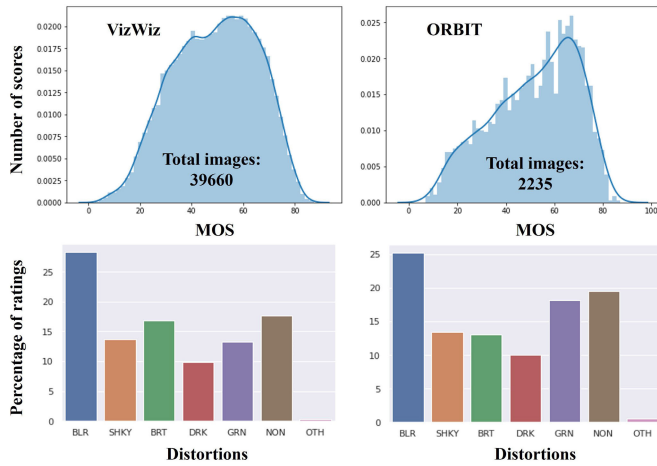 VizWiz
Number of scores
0.0200
0.0175
0.0150
0.0125
0.0100
0.0075
0.0050
0.0025
0.0000
Total images:
39660
0 20 40 60 80
MOS
ORBIT
0.025
0.020
0.015
0.010
0.005
0.000
Total images:
2235
0 20 40 60 80 100
MOS
Percentage of ratings
25
20
15
10
5
0
BLR SHKY BRT DRK GRN NON OTH
Distortions
25
20
15
10
5
0
BLR SHKY BRT DRK GRN NON OTH
Distortions